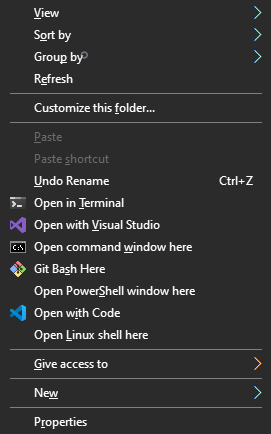 View
Sort by
Group by
Refresh
Customize this folder...
Paste
Paste shortcut
Undo Rename Ctrl+Z
Open in Terminal
Open with Visual Studio
Open command window here
Git Bash Here
Open PowerShell window here
Open with Code
Open Linux shell here
Give access to
New
Properties